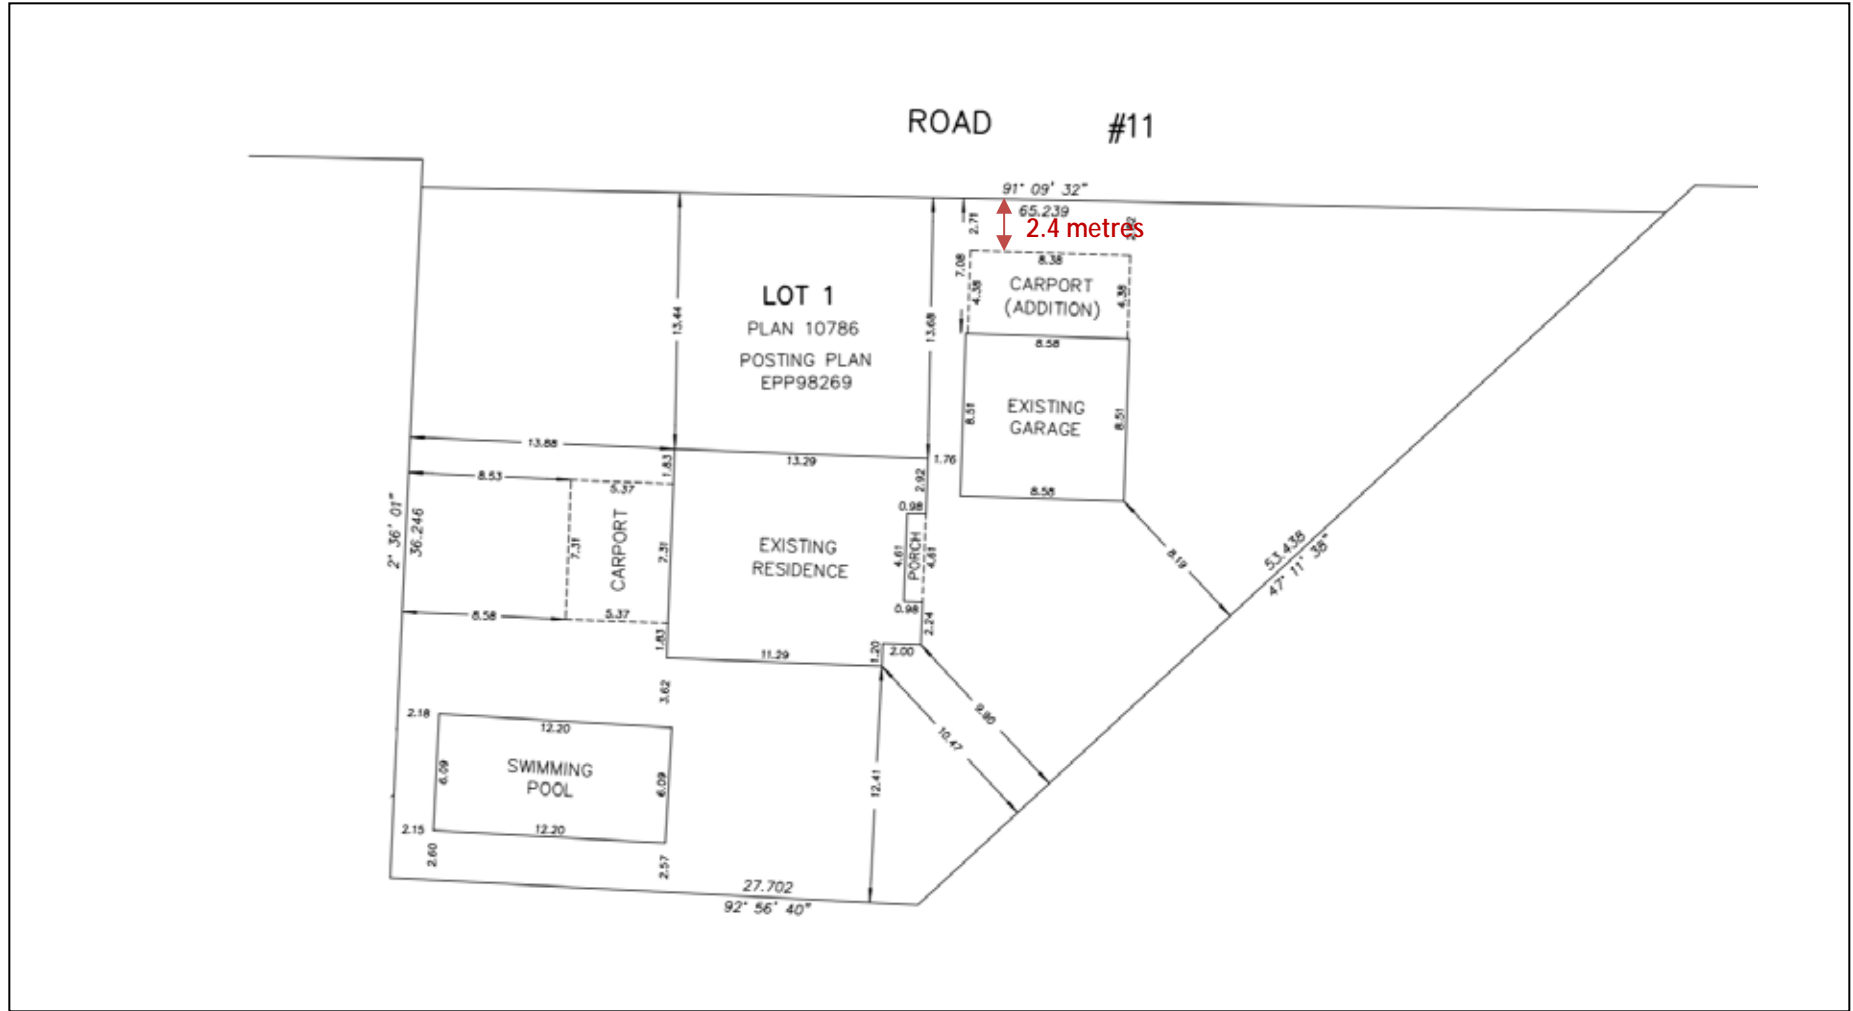 ROAD #11
91° 09' 32"
65.239
2.71
2.4 metres
7.08
8.38
4.38
CARPORT
(ADDITION)
4.38
13.44
LOT 1
PLAN 10786
POSTING PLAN
EPP98269
13.68
8.58
8.51
EXISTING
GARAGE
8.51
13.88
1.83
13.29
1.76
8.53
5.37
2.92
8.58
0.98
2° 36' 01"
36.246
7.31
CARPORT
7.31
EXISTING
RESIDENCE
4.61
PORCH
4.61
8.19
53.438
47° 11' 38"
8.58
5.37
0.98
2.24
1.83
11.29
1.20
2.00
3.62
2.18
12.20
9.90
10.47
6.09
SWIMMING
POOL
6.09
12.41
2.15
12.20
2.60
2.57
27.702
92° 56' 40"